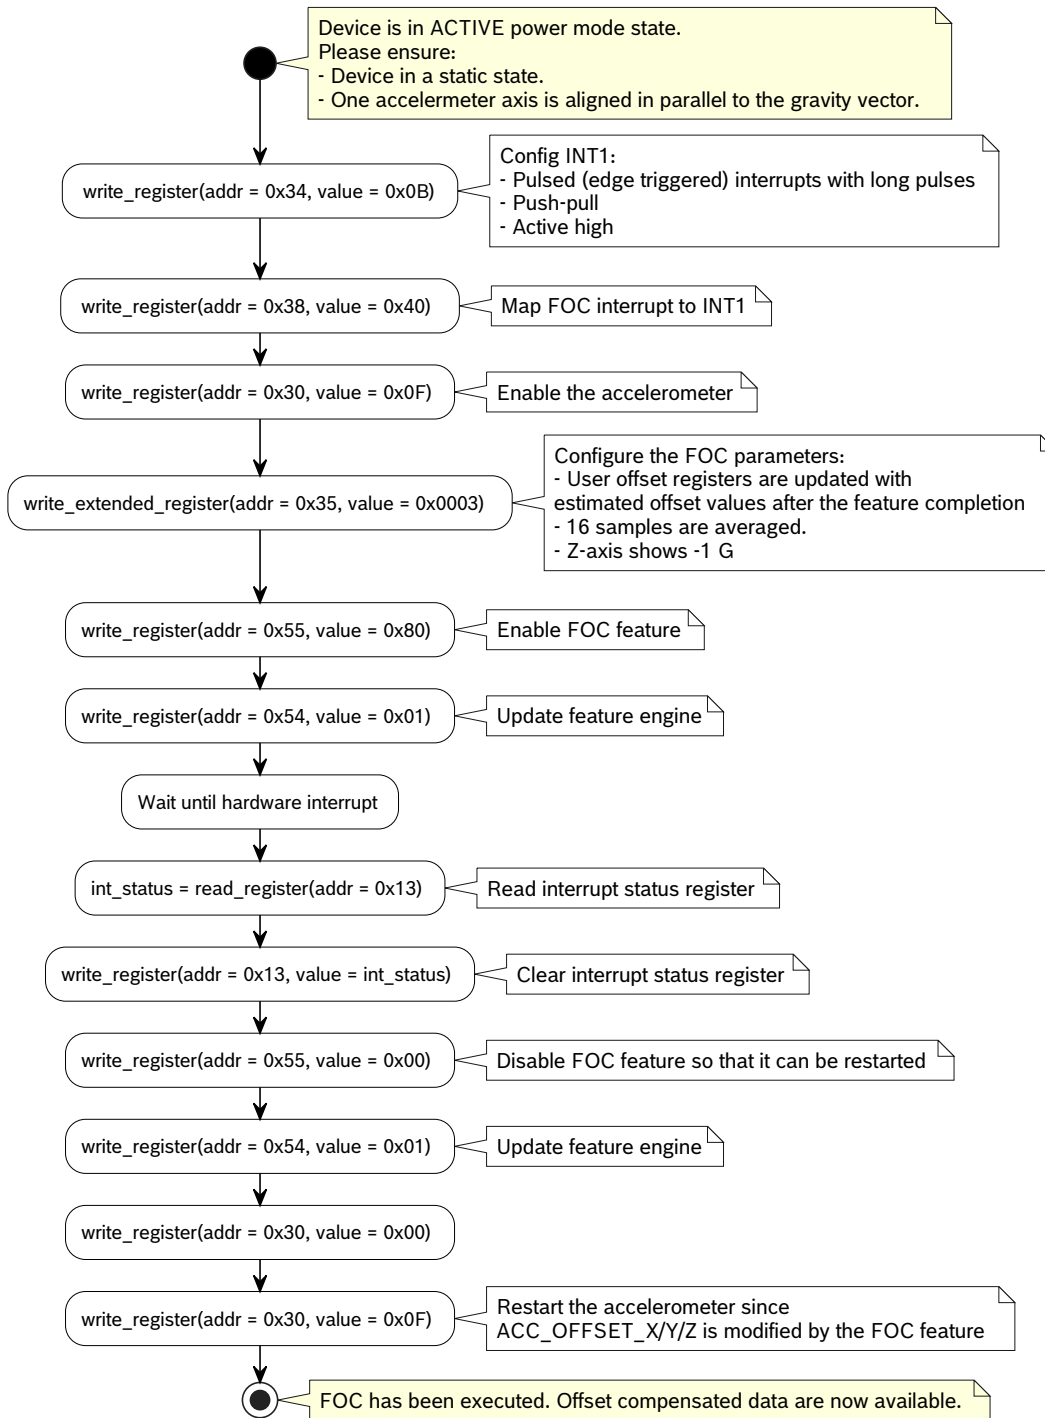 Device is in ACTIVE power mode state.
Please ensure:
- Device in a static state.
- One accelermeter axis is aligned in parallel to the gravity vector.
write_register(addr = 0x34, value = 0x0B)
Config INT1:
- Pulsed (edge triggered) interrupts with long pulses
- Push-pull
- Active high
write_register(addr = 0x38, value = 0x40)
Map FOC interrupt to INT1
write_register(addr = 0x30, value = 0x0F)
Enable the accelerometer
write_extended_register(addr = 0x35, value = 0x0003)
Configure the FOC parameters:
- User offset registers are updated with
estimated offset values after the feature completion
- 16 samples are averaged.
- Z-axis shows -1 G
write_register(addr = 0x55, value = 0x80)
Enable FOC feature
write_register(addr = 0x54, value = 0x01)
Update feature engine
Wait until hardware interrupt
int_status = read_register(addr = 0x13)
Read interrupt status register
write_register(addr = 0x13, value = int_status)
Clear interrupt status register
write_register(addr = 0x55, value = 0x00)
Disable FOC feature so that it can be restarted
write_register(addr = 0x54, value = 0x01)
Update feature engine
write_register(addr = 0x30, value = 0x00)
write_register(addr = 0x30, value = 0x0F)
Restart the accelerometer since
ACC_OFFSET_X/Y/Z is modified by the FOC feature
FOC has been executed. Offset compensated data are now available.